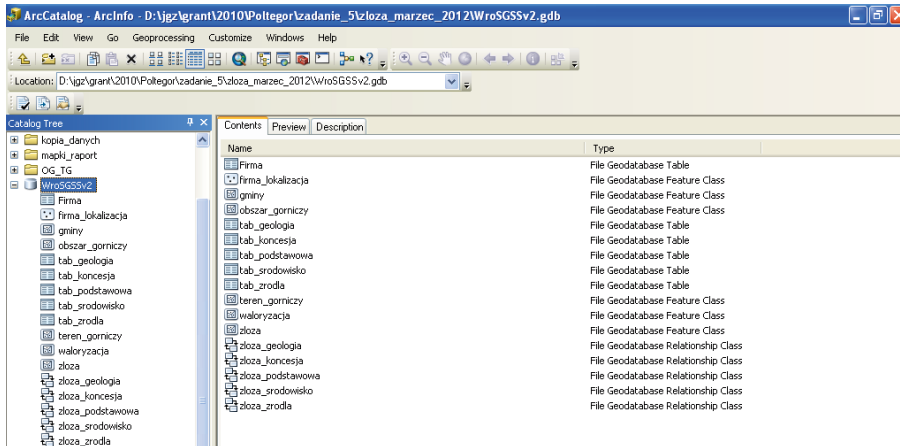 ArcCatalog - ArcInfo - D:\jgz\grant\2010\Poltegor\zadanie_5\zloza_marzec_2012\WroSGSSv2.gdb
File Edit View Go Geoprocessing Customize Windows Help
Location: D:\jgz\grant\2010\Poltegor\zadanie_5\zloza_marzec_2012\WroSGSSv2.gdb
Catalog Tree
kopia_danych
mapki_raport
OG_TG
WroSGSSv2
Firma
firma_lokalizacja
gminy
obszar_gorniczy
tab_geologia
tab_koncesja
tab_podstawowa
tab_srodowisko
tab_zrodla
teren_gorniczy
waloryzacja
zloza
zloza_geologia
zloza_koncesja
zloza_podstawowa
zloza_srodowisko
zloza_zrodla
Contents Preview Description
Name Type
Firma File Geodatabase Table
firma_lokalizacja File Geodatabase Feature Class
gminy File Geodatabase Feature Class
obszar_gorniczy File Geodatabase Feature Class
tab_geologia File Geodatabase Table
tab_koncesja File Geodatabase Table
tab_podstawowa File Geodatabase Table
tab_srodowisko File Geodatabase Table
tab_zrodla File Geodatabase Table
teren_gorniczy File Geodatabase Feature Class
waloryzacja File Geodatabase Feature Class
zloza File Geodatabase Feature Class
zloza_geologia File Geodatabase Relationship Class
zloza_koncesja File Geodatabase Relationship Class
zloza_podstawowa File Geodatabase Relationship Class
zloza_srodowisko File Geodatabase Relationship Class
zloza_zrodla File Geodatabase Relationship Class